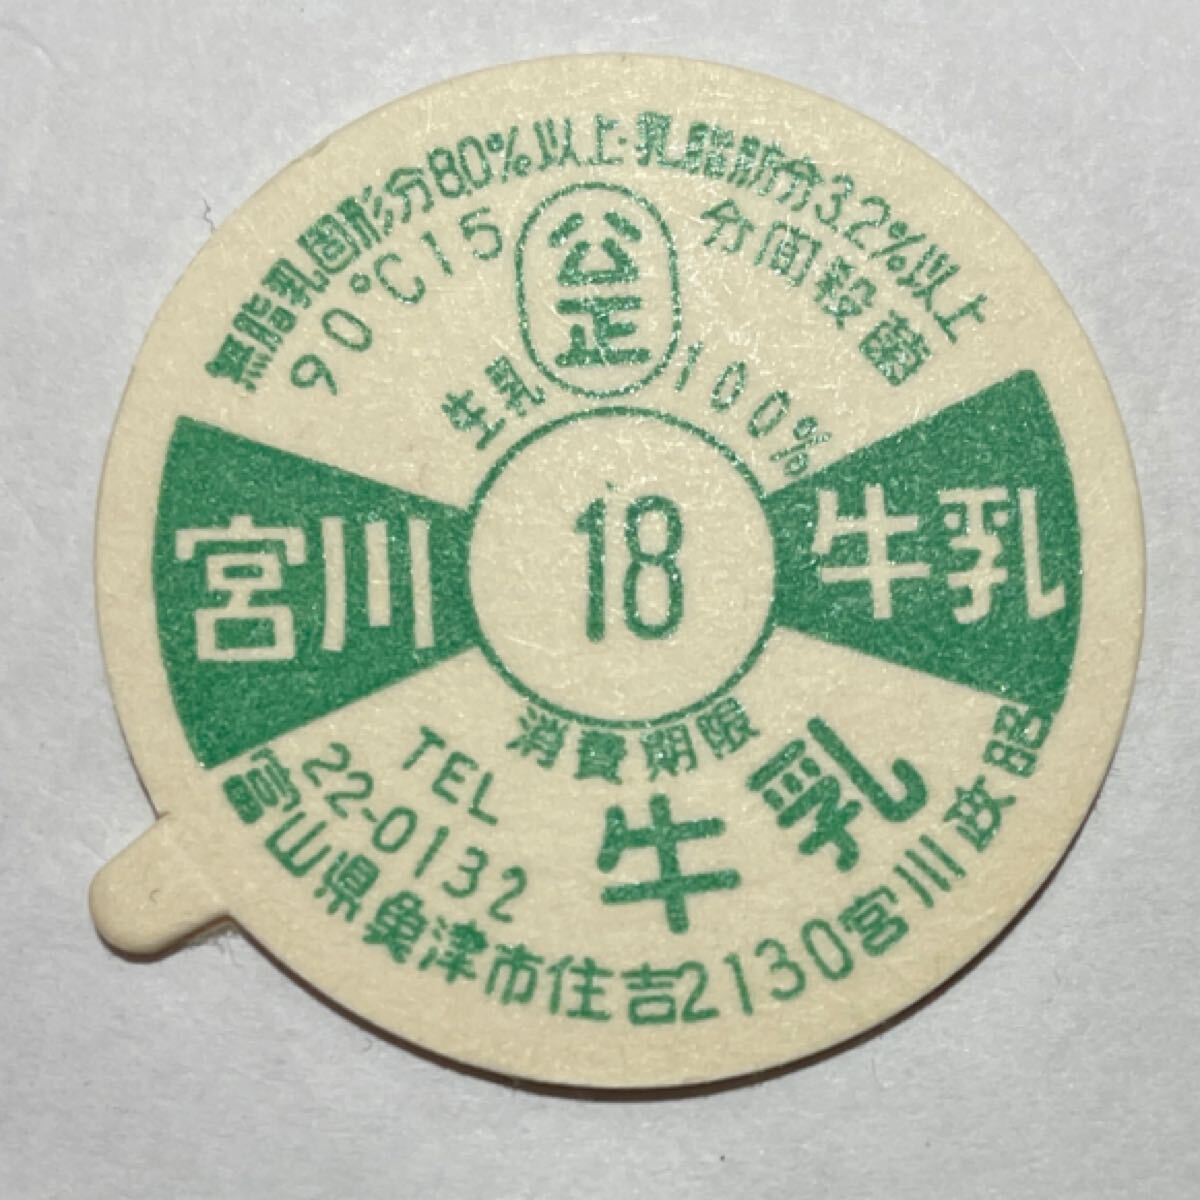 無脂乳固形分8.0%以上・乳脂肪分3.2%以上
90℃15分間殺菌
公正
生乳100%
宮川 18 牛乳
消費期限
牛乳
TEL
22-0132
富山県魚津市住吉2130宮川政昭